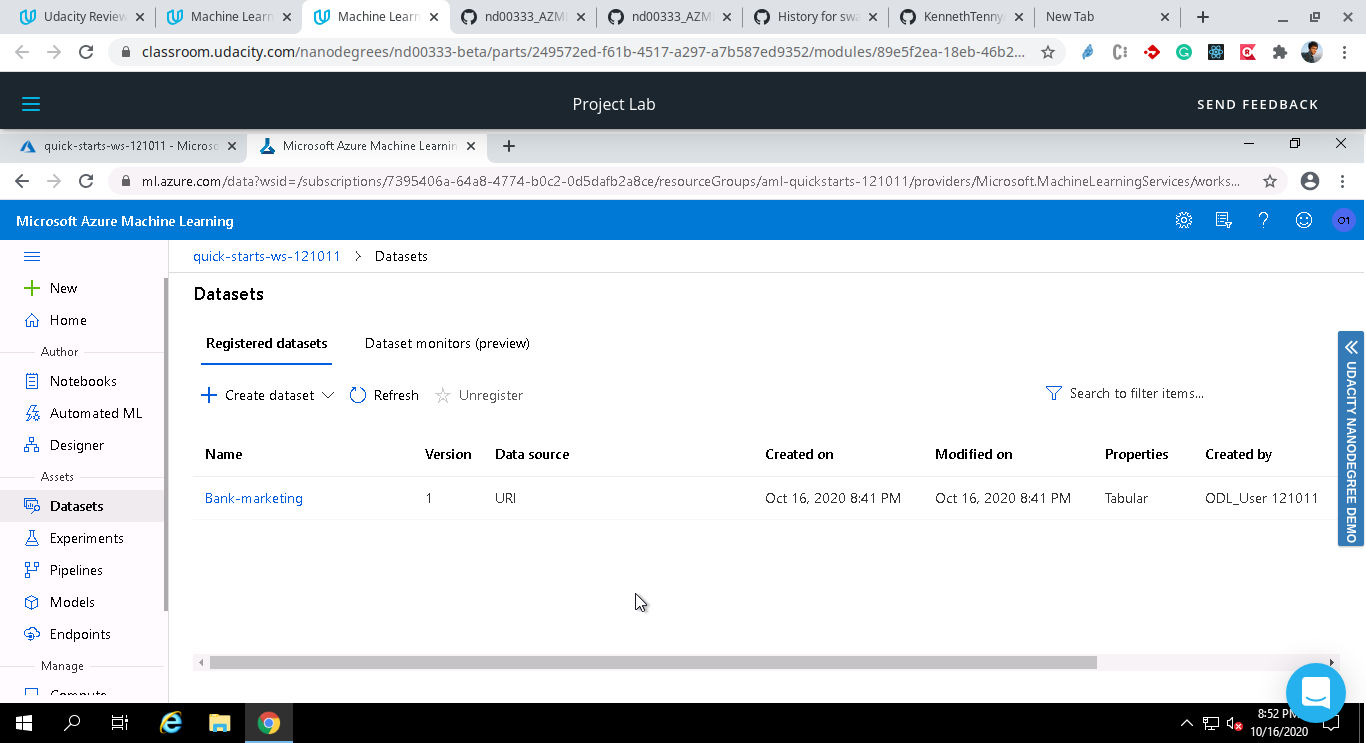 Udacity Review
Machine Learn
Machine Learn
nd00333_AZM
nd00333_AZM
History for swa
KennethTenny
New Tab
classroom.udacity.com/nanodegrees/nd00333-beta/parts/249572ed-f61b-4517-a297-a7b587ed9352/modules/89e5f2ea-18eb-46b2...
Project Lab
SEND FEEDBACK
quick-starts-ws-121011 - Microso
Microsoft Azure Machine Learnin
ml.azure.com/data?wsid=/subscriptions/7395406a-64a8-4774-b0c2-0d5dafb2a8ce/resourceGroups/aml-quickstarts-121011/providers/Microsoft.MachineLearningServices/works...
Microsoft Azure Machine Learning
O1
quick-starts-ws-121011 > Datasets
New
Home
Author
Notebooks
Automated ML
Designer
Assets
Datasets
Experiments
Pipelines
Models
Endpoints
Manage
Compute
Datasets
Registered datasets
Dataset monitors (preview)
Create dataset
Refresh
Unregister
Search to filter items...
Name Version Data source Created on Modified on Properties Created by
Bank-marketing 1 URI Oct 16, 2020 8:41 PM Oct 16, 2020 8:41 PM Tabular ODL_User 121011
UDACITY NANODEGREE DEMO
8:52 PM
10/16/2020